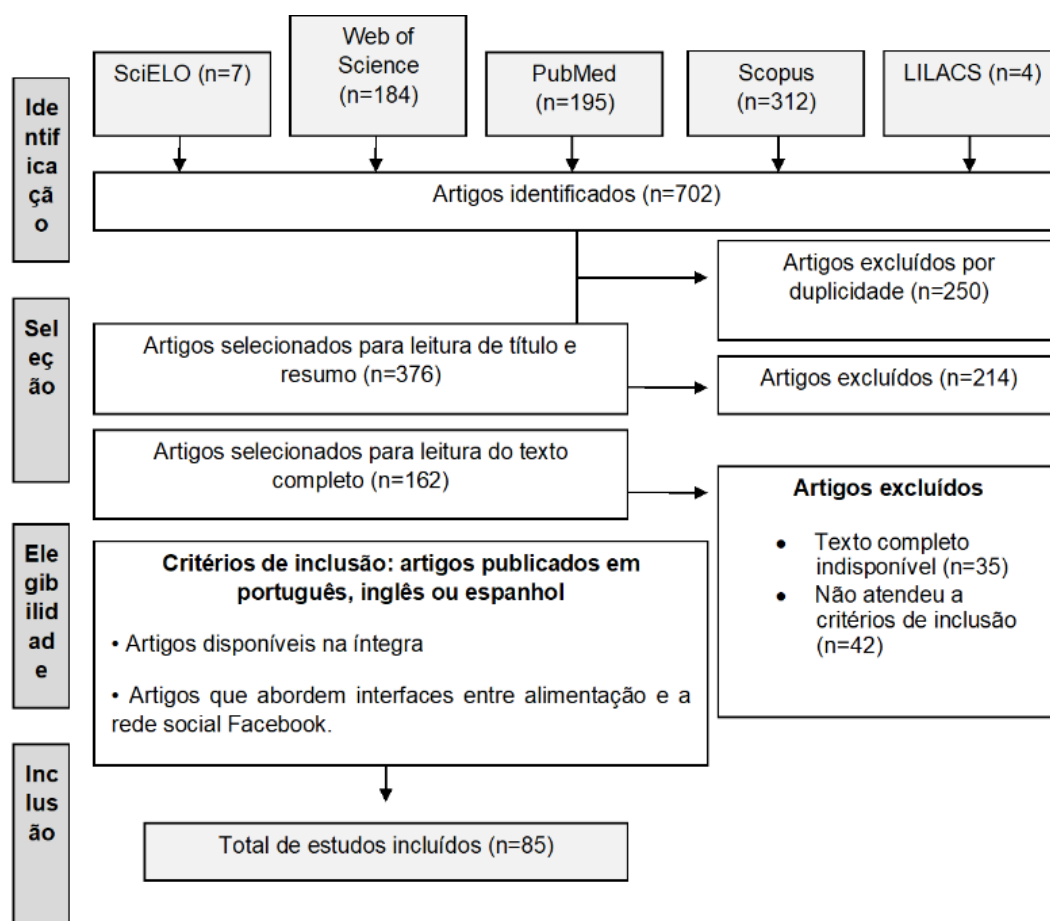 SciELO (n=7)
Web of
Science
(n=184)
PubMed
(n=195)
Scopus
(n=312)
LILACS (n=4)
Ide
ntif
ica
çã
o
Artigos identificados (n=702)
Artigos excluídos por
duplicidade (n=250)
Sel
eç
ão
Artigos selecionados para leitura de título e
resumo (n=376)
Artigos excluídos (n=214)
Artigos selecionados para leitura do texto
completo (n=162)
Artigos excluídos
● Texto completo
indisponível (n=35)
● Não atendeu a
critérios de inclusão
(n=42)
Ele
gib
ilid
ad
e
Critérios de inclusão: artigos publicados em
português, inglês ou espanhol
• Artigos disponíveis na íntegra
• Artigos que abordem interfaces entre alimentação e a
rede social Facebook.
Inc
lus
ão
Total de estudos incluídos (n=85)